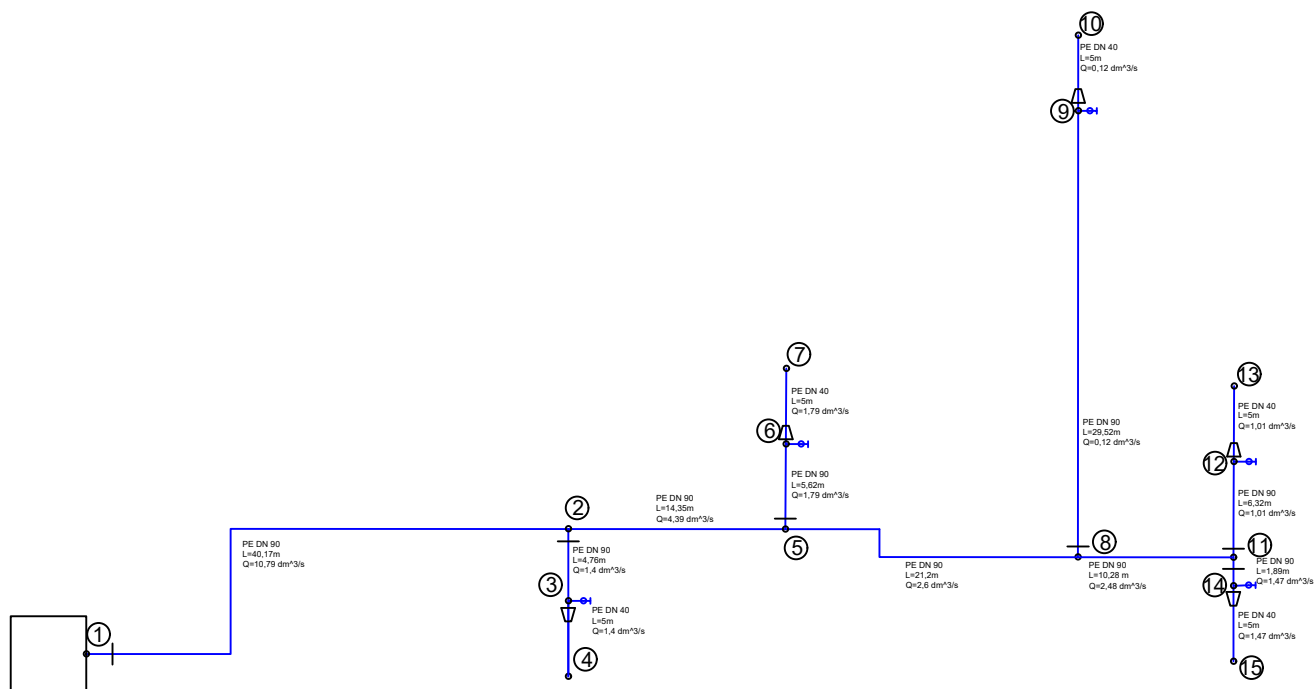 10
PE DN 40
L=5m
Q=0,12 dm^3/s
9
7
PE DN 40
L=5m
Q=1,79 dm^3/s
6
13
PE DN 40
L=5m
Q=1,01 dm^3/s
12
PE DN 90
L=29,52m
Q=0,12 dm^3/s
PE DN 90
L=5,62m
Q=1,79 dm^3/s
PE DN 90
L=6,32m
Q=1,01 dm^3/s
2
PE DN 90
L=14,35m
Q=4,39 dm^3/s
5
8
11
PE DN 90
L=40,17m
Q=10,79 dm^3/s
PE DN 90
L=4,76m
Q=1,4 dm^3/s
3
PE DN 90
L=21,2m
Q=2,6 dm^3/s
PE DN 90
L=10,28 m
Q=2,48 dm^3/s
PE DN 90
L=1,89m
Q=1,47 dm^3/s
14
PE DN 40
L=5m
Q=1,4 dm^3/s
PE DN 40
L=5m
Q=1,47 dm^3/s
1
4
15